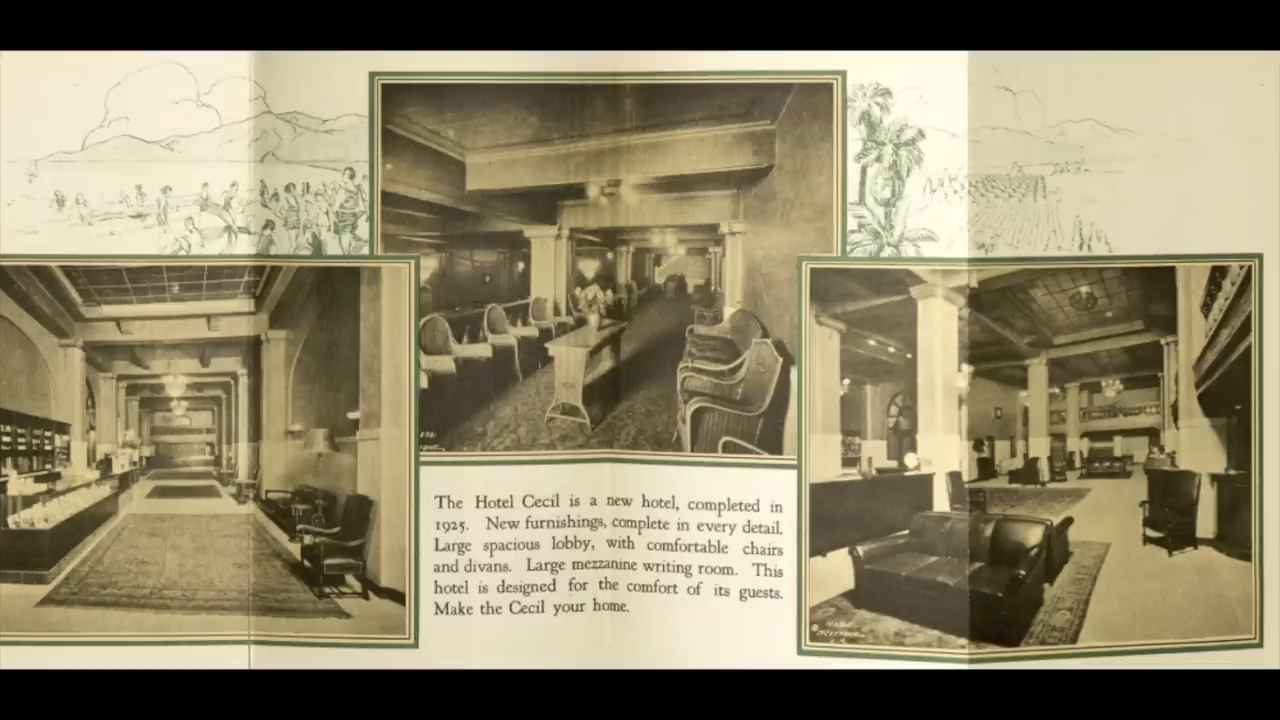 The Hotel Cecil is a new hotel, completed in
1925. New furnishings, complete in every detail.
Large spacious lobby, with comfortable chairs
and divans. Large mezzanine writing room. This
hotel is designed for the comfort of its guests.
Make the Cecil your home.